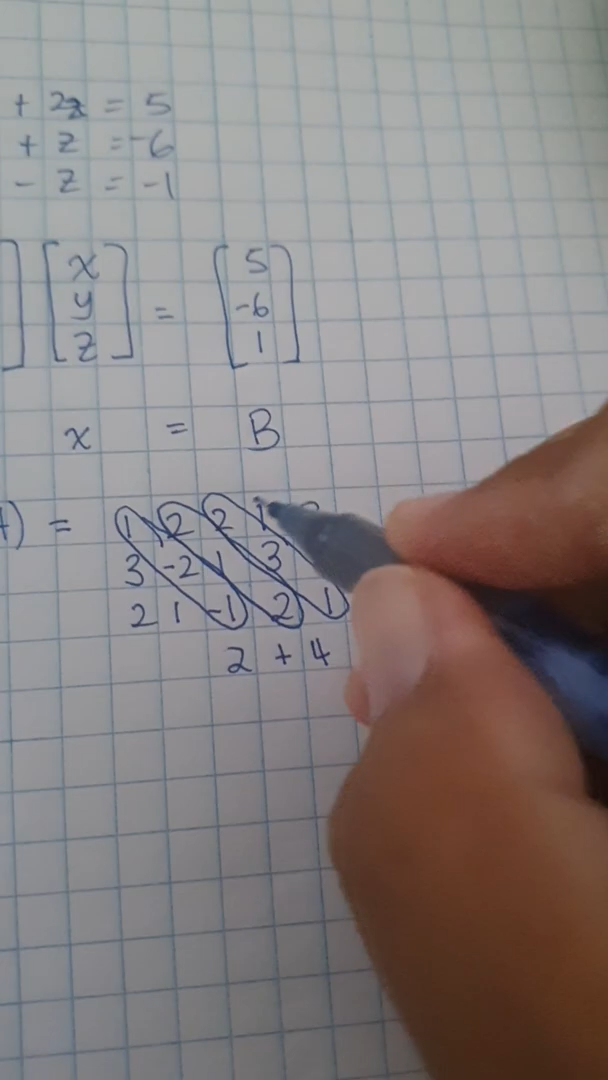 + 2z = 5
+ z = -6
- z = -1
] [x y z] = [5 -6 1]
x = B
) = 1 2 2 1
3 -2 1 3
2 1 -1 2 1
2 + 4